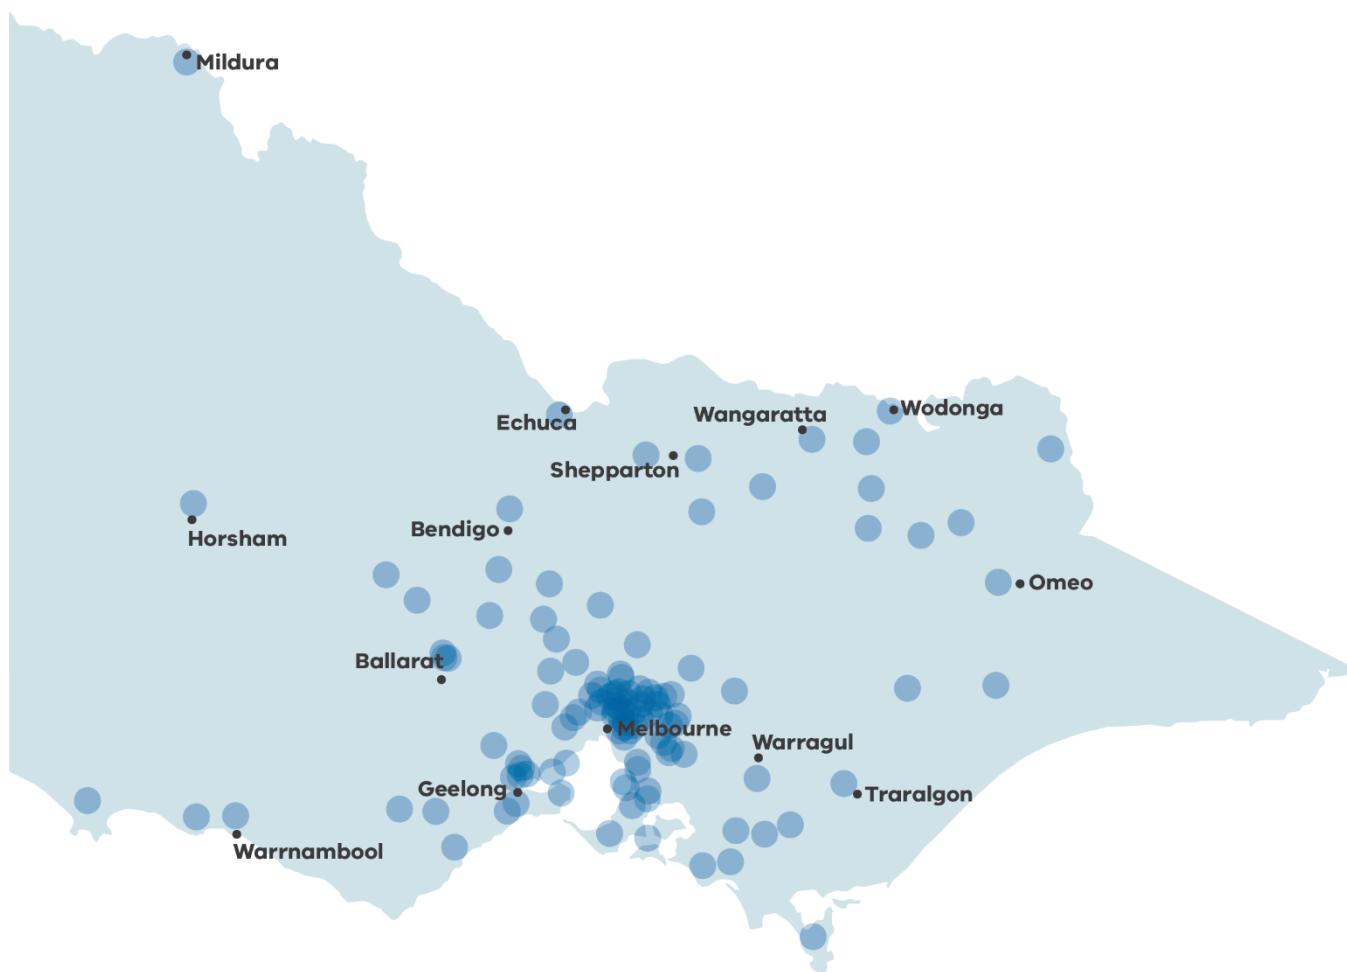 Mildura
Echuca
Wangaratta
Wodonga
Shepparton
Horsham
Bendigo
Omeo
Ballarat
Melbourne
Warragul
Geelong
Traralgon
Warrnambool